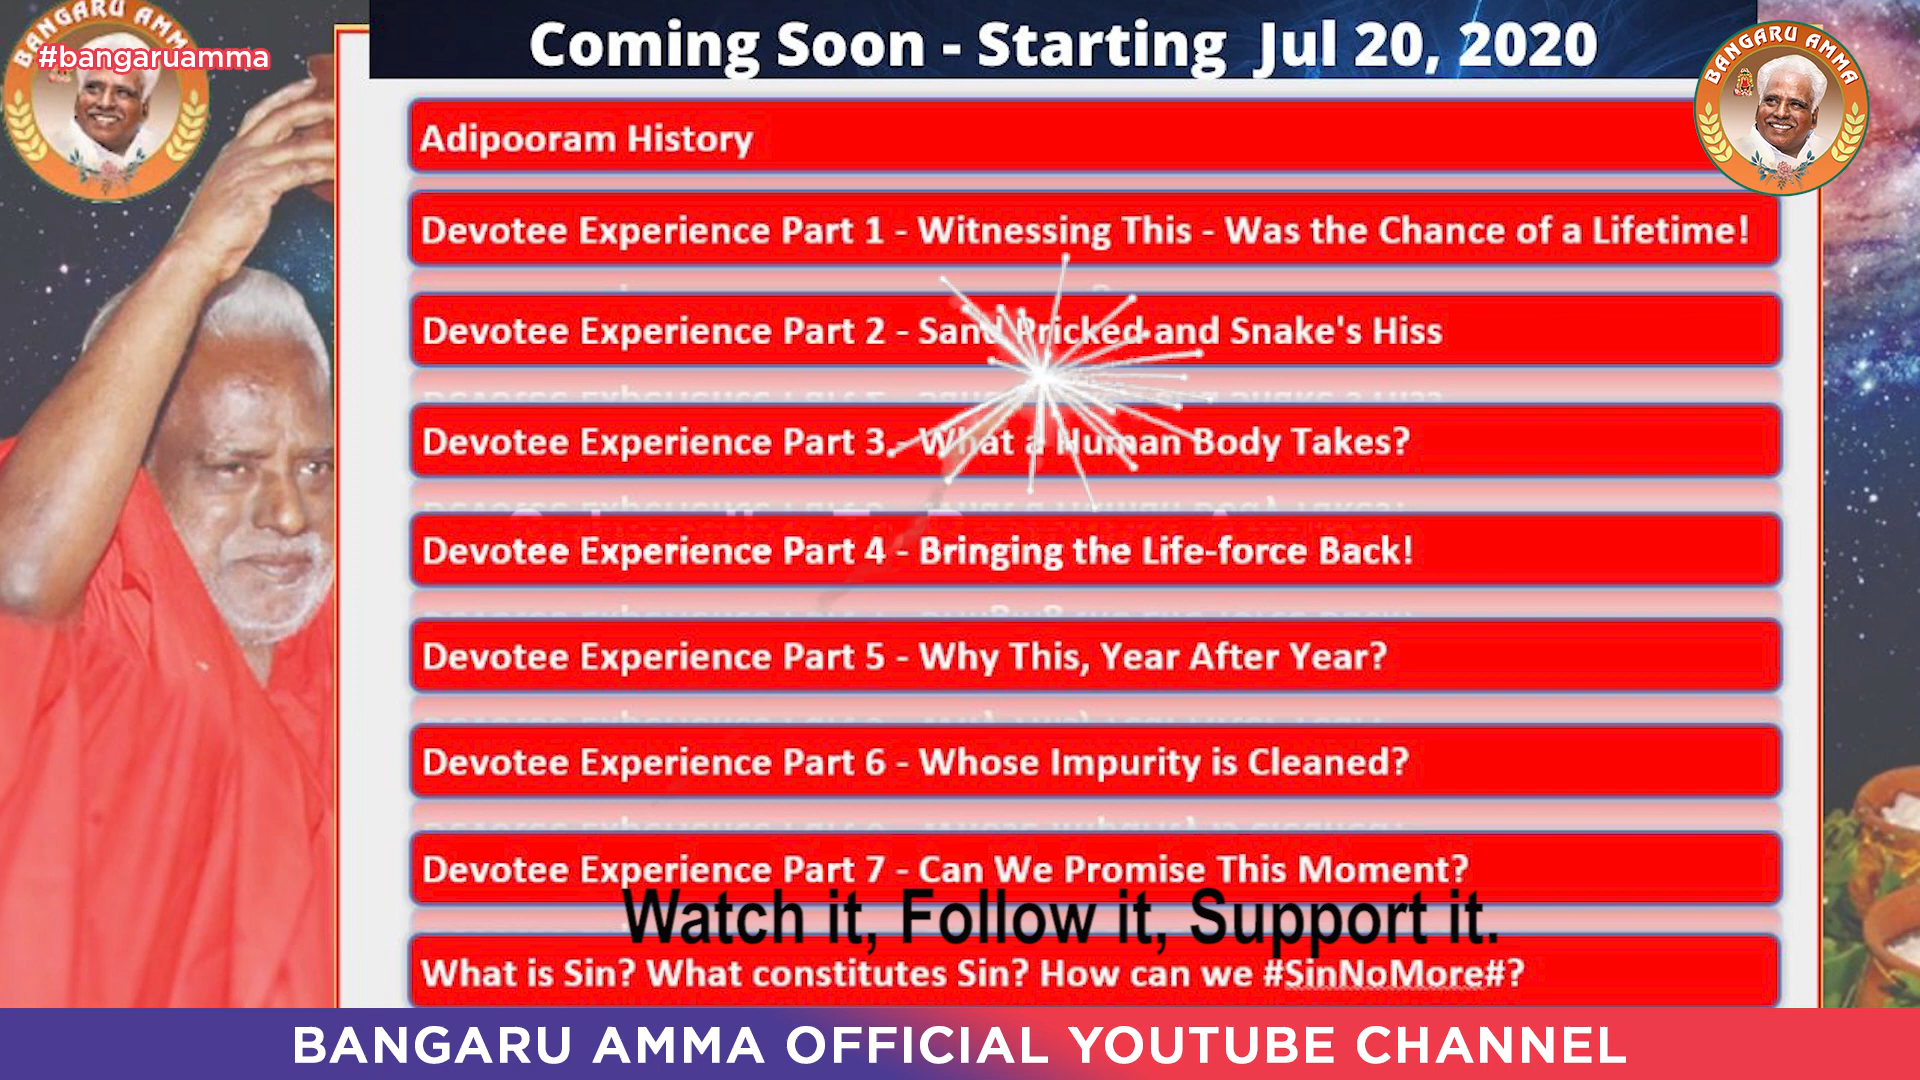 BANGARU AMMA
#bangaruamma
Coming Soon - Starting Jul 20, 2020
BANGARU AMMA
Adipooram History
Devotee Experience Part 1 - Witnessing This - Was the Chance of a Lifetime!
Devotee Experience Part 2 - Sand Pricked and Snake's Hiss
Devotee Experience Part 3 - What a Human Body Takes?
Devotee Experience Part 4 - Bringing the Life-force Back!
Devotee Experience Part 5 - Why This, Year After Year?
Devotee Experience Part 6 - Whose Impurity is Cleaned?
Devotee Experience Part 7 - Can We Promise This Moment?
Watch it, Follow it, Support it.
What is Sin? What constitutes Sin? How can we #SinNoMore#?
BANGARU AMMA OFFICIAL YOUTUBE CHANNEL